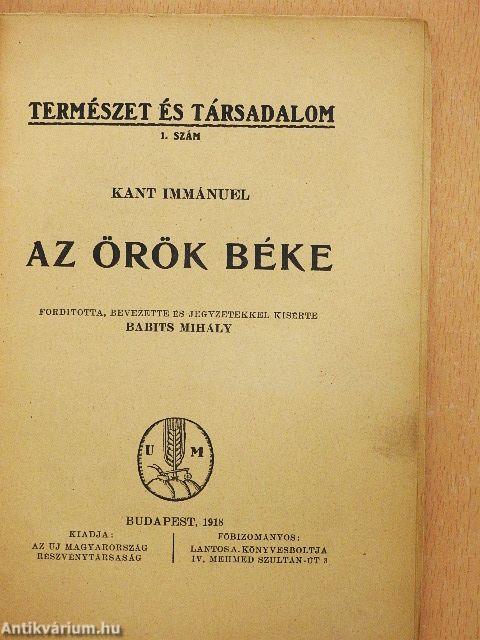 TERMÉSZET ÉS TÁRSADALOM
1. SZÁM
KANT IMMÁNUEL
AZ ÖRÖK BÉKE
FORDITOTTA, BEVEZETTE ÉS JEGYZETEKKEL KISÉRTE
BABITS MIHÁLY
U M
BUDAPEST, 1918
KIADJA:
AZ UJ MAGYARORSZÁG
RÉSZVÉNYTÁRSASÁG
FŐBIZOMÁNYOS:
LANTOS A. KÖNYVESBOLTJA
IV, MEHMED SZULTÁN-ÚT 3
Antikvárium.hu